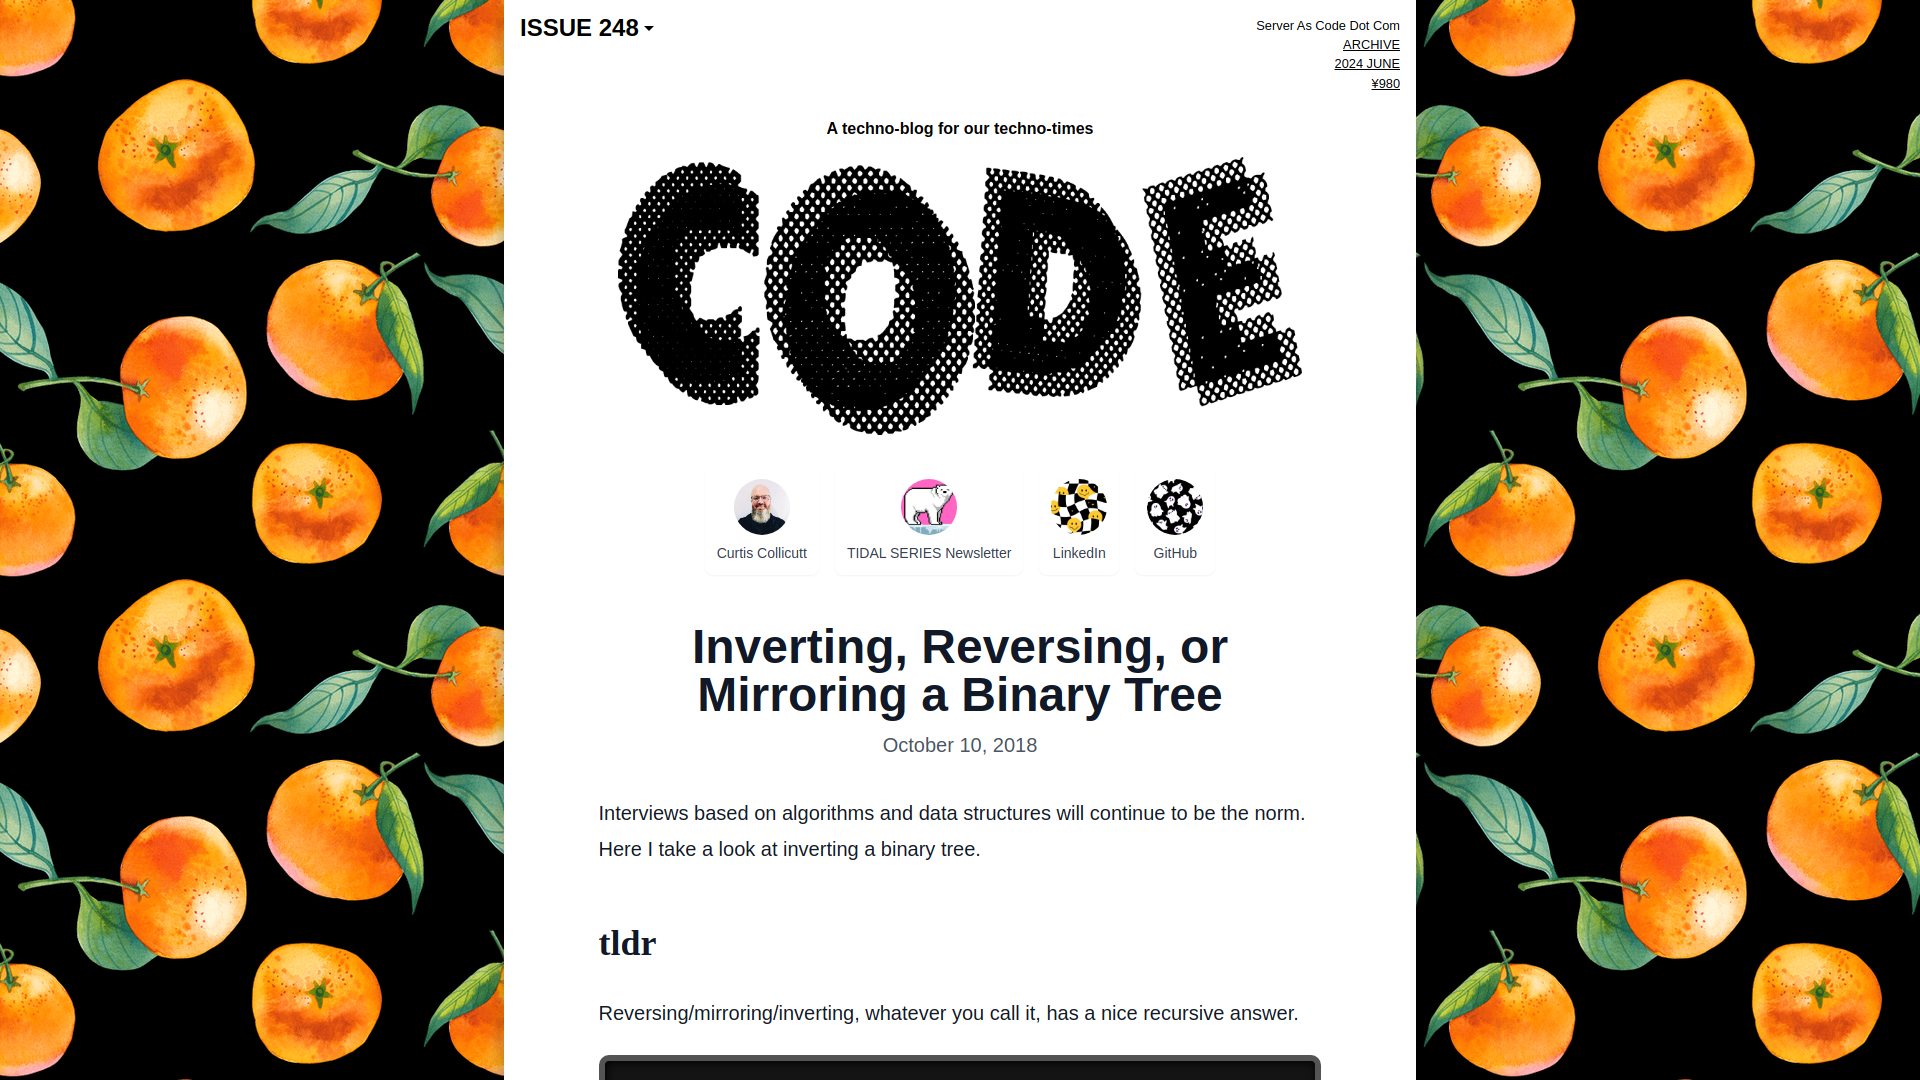 ISSUE 248
Server As Code Dot Com
ARCHIVE
2024 JUNE
¥980
A techno-blog for our techno-times
CODE
Curtis Collicutt
TIDAL SERIES Newsletter
LinkedIn
GitHub
Inverting, Reversing, or
Mirroring a Binary Tree
October 10, 2018
Interviews based on algorithms and data structures will continue to be the norm.
Here I take a look at inverting a binary tree.
tldr
Reversing/mirroring/inverting, whatever you call it, has a nice recursive answer.